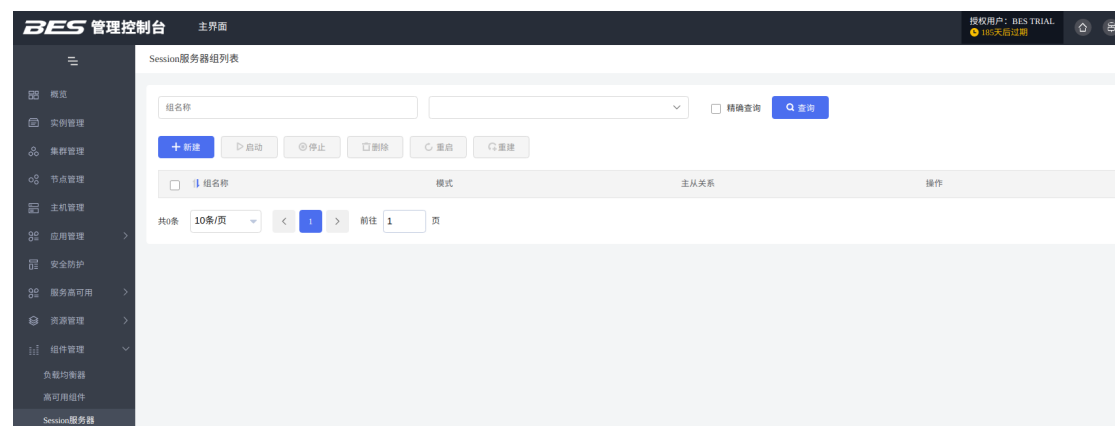 BES 管理控制台 主界面 授权用户：BES TRIAL
185天后过期
Session服务器组列表
概览
组名称 精确查询 查询
实例管理
新建 启动 停止 删除 重启 重建
集群管理
节点管理
组名称 模式 主从关系 操作
主机管理
共0条 10条/页 1 前往 1 页
应用管理
安全防护
服务高可用
资源管理
组件管理
负载均衡器
高可用组件
Session服务器